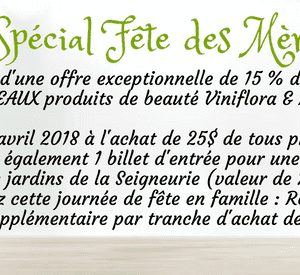 Spécial Fête des Mèr
d'une offre exceptionnelle de 15 % d
EAUX produits de beauté Viniflora &
avril 2018 à l'achat de 25$ de tous p
également 1 billet d'entrée pour une
jardins de la Seigneurie (valeur de
z cette journée de fête en famille : R
pplémentaire par tranche d'achat de